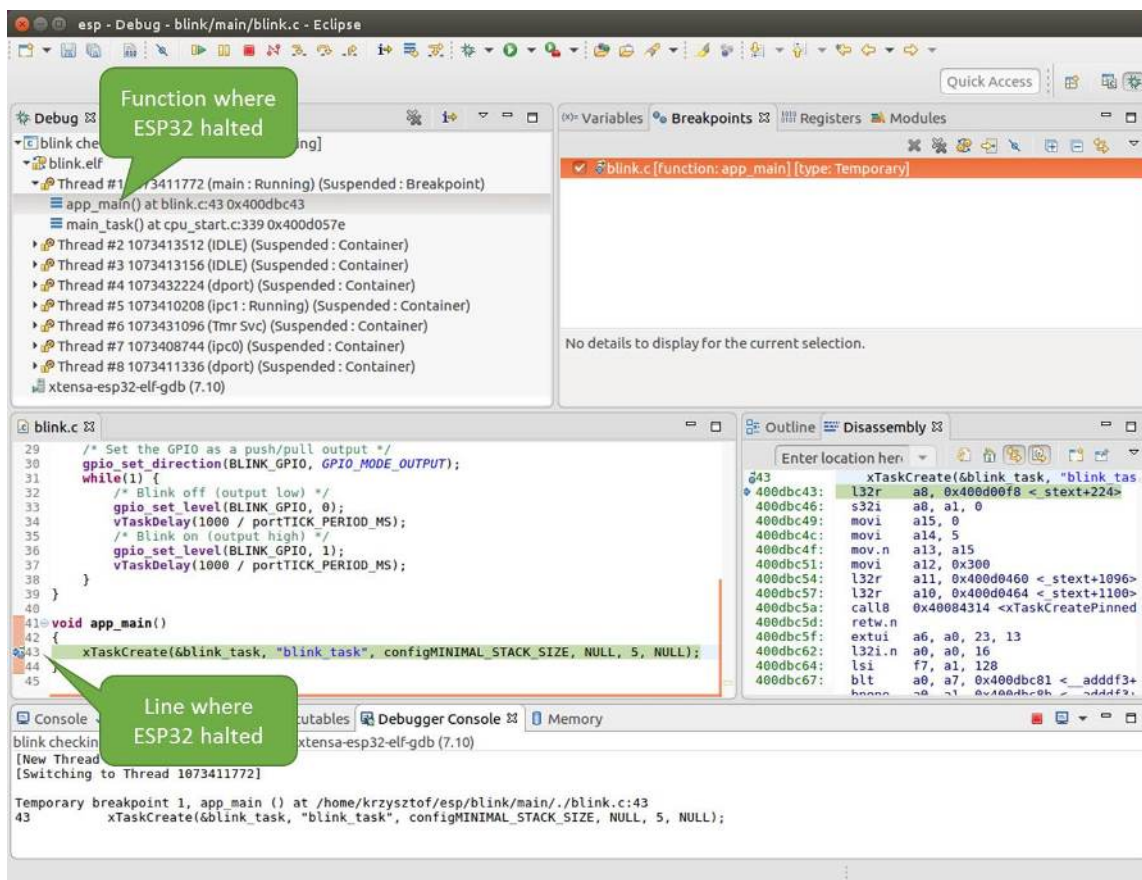 esp - Debug - blink/main/blink.c - Eclipse
Quick Access
Function where
ESP32 halted
Debug
blink che
ing]
blink.elf
Thread #1 1073411772 (main : Running) (Suspended : Breakpoint)
app_main() at blink.c:43 0x400dbc43
main_task() at cpu_start.c:339 0x400d057e
Thread #2 1073413512 (IDLE) (Suspended : Container)
Thread #3 1073413156 (IDLE) (Suspended : Container)
Thread #4 1073432224 (dport) (Suspended : Container)
Thread #5 1073410208 (ipc1 : Running) (Suspended : Container)
Thread #6 1073431096 (Tmr Svc) (Suspended : Container)
Thread #7 1073408744 (ipc0) (Suspended : Container)
Thread #8 1073411336 (dport) (Suspended : Container)
xtensa-esp32-elf-gdb (7.10)
(x)= Variables Breakpoints Registers Modules
blink.c [function: app_main] [type: Temporary]
No details to display for the current selection.
blink.c
29 /* Set the GPIO as a push/pull output */
30 gpio_set_direction(BLINK_GPIO, GPIO_MODE_OUTPUT);
31 while(1) {
32 /* Blink off (output low) */
33 gpio_set_level(BLINK_GPIO, 0);
34 vTaskDelay(1000 / portTICK_PERIOD_MS);
35 /* Blink on (output high) */
36 gpio_set_level(BLINK_GPIO, 1);
37 vTaskDelay(1000 / portTICK_PERIOD_MS);
38 }
39 }
40
41 void app_main()
42 {
43 xTaskCreate(&blink_task, "blink_task", configMINIMAL_STACK_SIZE, NULL, 5, NULL);
44 }
45
Line where
ESP32 halted
Outline Disassembly
Enter location her
43 xTaskCreate(&blink_task, "blink_tas
400dbc43: l32r a8, 0x400d00f8 <_stext+224>
400dbc46: s32i a8, a1, 0
400dbc49: movi a15, 0
400dbc4c: movi a14, 5
400dbc4f: mov.n a13, a15
400dbc51: movi a12, 0x300
400dbc54: l32r a11, 0x400d0460 <_stext+1096>
400dbc57: l32r a10, 0x400d0464 <_stext+1100>
400dbc5a: call8 0x40084314 <xTaskCreatePinned
400dbc5d: retw.n
400dbc5f: extui a6, a0, 23, 13
400dbc62: l32i.n a0, a0, 16
400dbc64: lsi f7, a1, 128
400dbc67: blt a0, a7, 0x400dbc81 <__adddf3+
Console
cutables Debugger Console Memory
blink checkin
xtensa-esp32-elf-gdb (7.10)
[New Thread
[Switching to Thread 1073411772]
Temporary breakpoint 1, app_main () at /home/krzysztof/esp/blink/main/./blink.c:43
43 xTaskCreate(&blink_task, "blink_task", configMINIMAL_STACK_SIZE, NULL, 5, NULL);